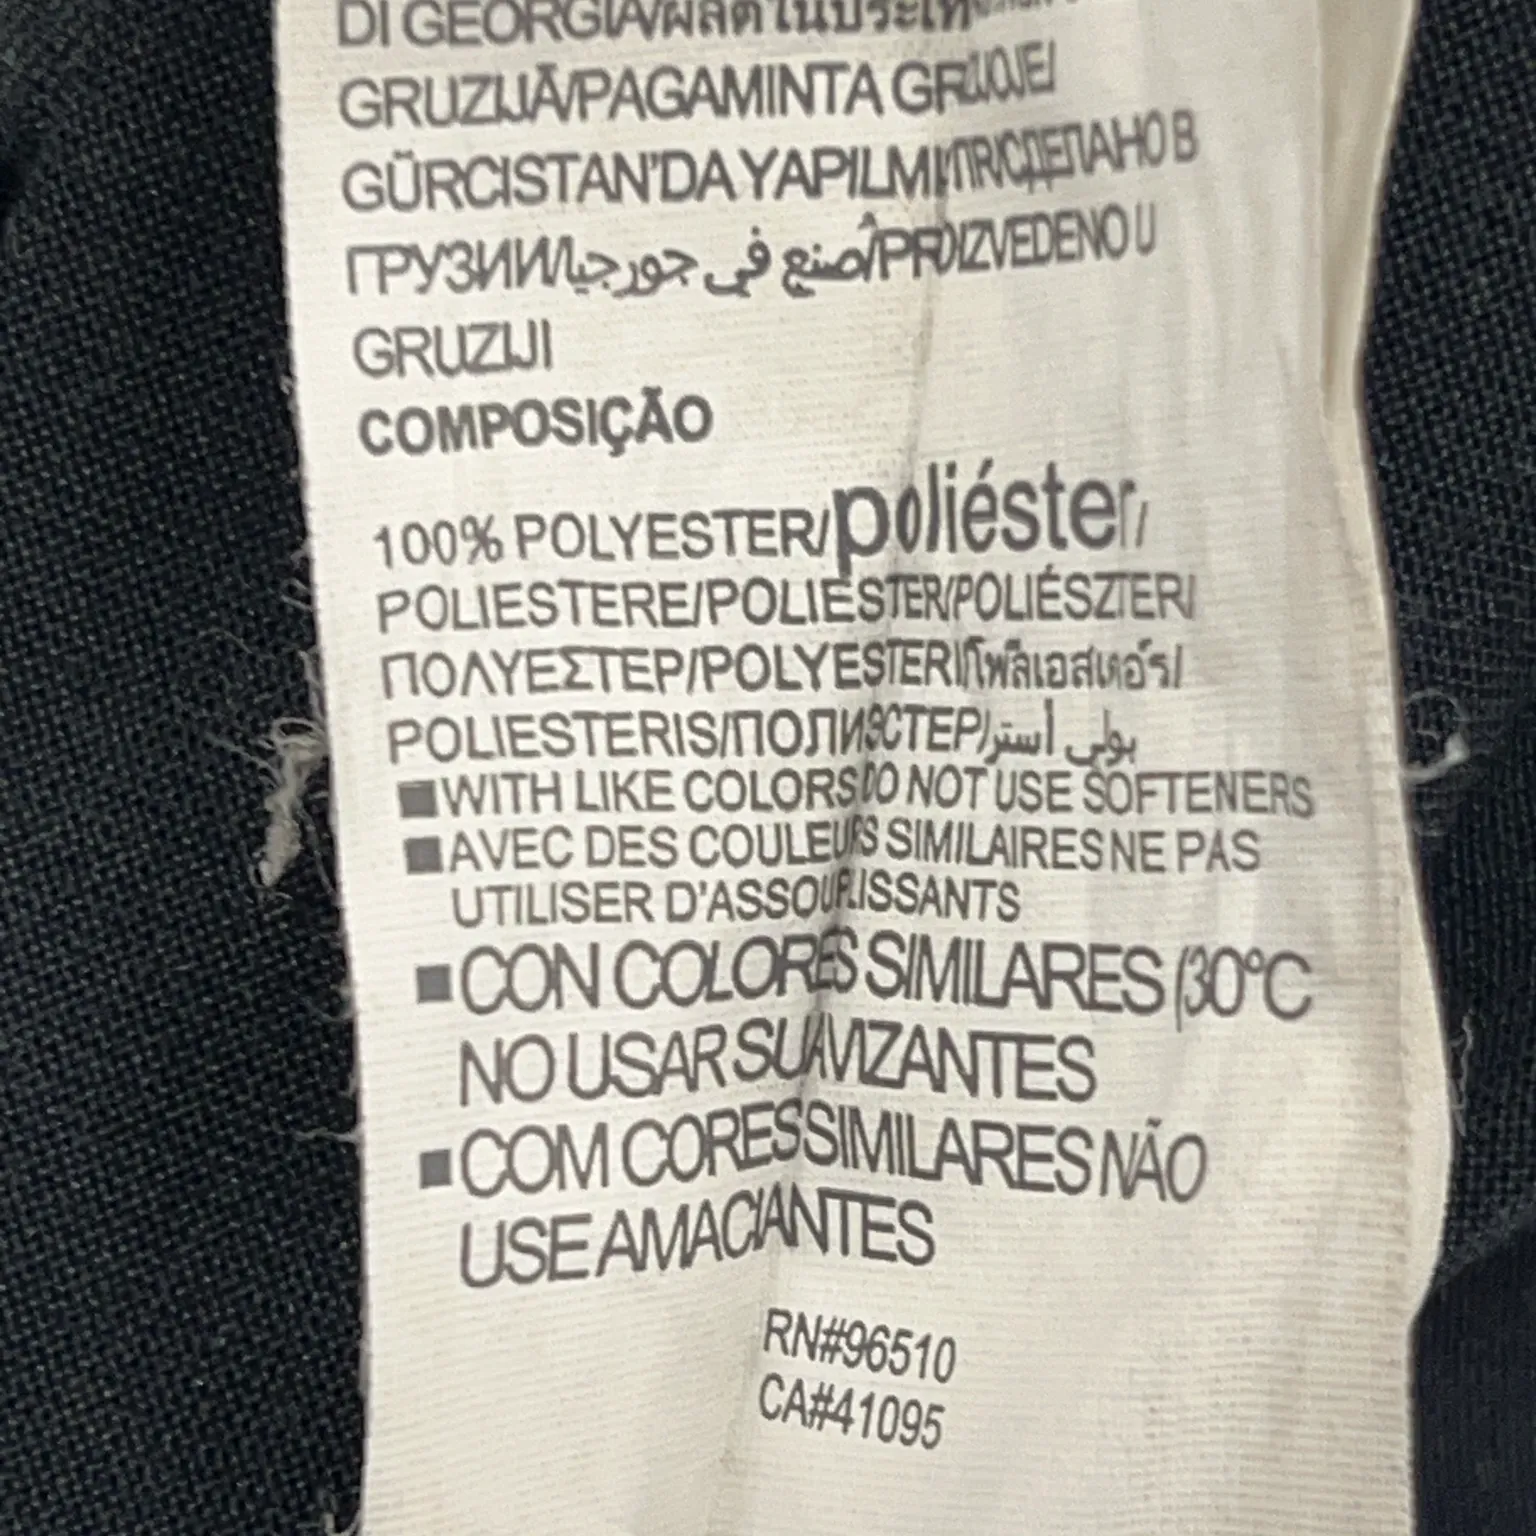 DI GEORGIA/ผลิตในประเท
GRUZIJĀ/PAGAMINTA GRUZIJOJE/
GÜRCISTAN'DA YAPILMIŞTIR/СДЕЛАНО В
ГРУЗИИ/صنع في جورجيا/PROIZVEDENO U
GRUZIJI
COMPOSIÇÃO
100% POLYESTER/poliéster/
POLIESTERE/POLIESTER/POLIÉSZTER/
ΠΟΛΥΕΣΤΕΡ/POLYESTER/โพลีเอสเตอร์/
POLIESTERIS/ПОЛИЭСТЕР/بولي أستر
■WITH LIKE COLORS DO NOT USE SOFTENERS
■AVEC DES COULEURS SIMILAIRES NE PAS
UTILISER D'ASSOUPLISSANTS
■CON COLORES SIMILARES (30°C
NO USAR SUAVIZANTES
■COM CORES SIMILARES NÃO
USE AMACIANTES
RN#96510
CA#41095